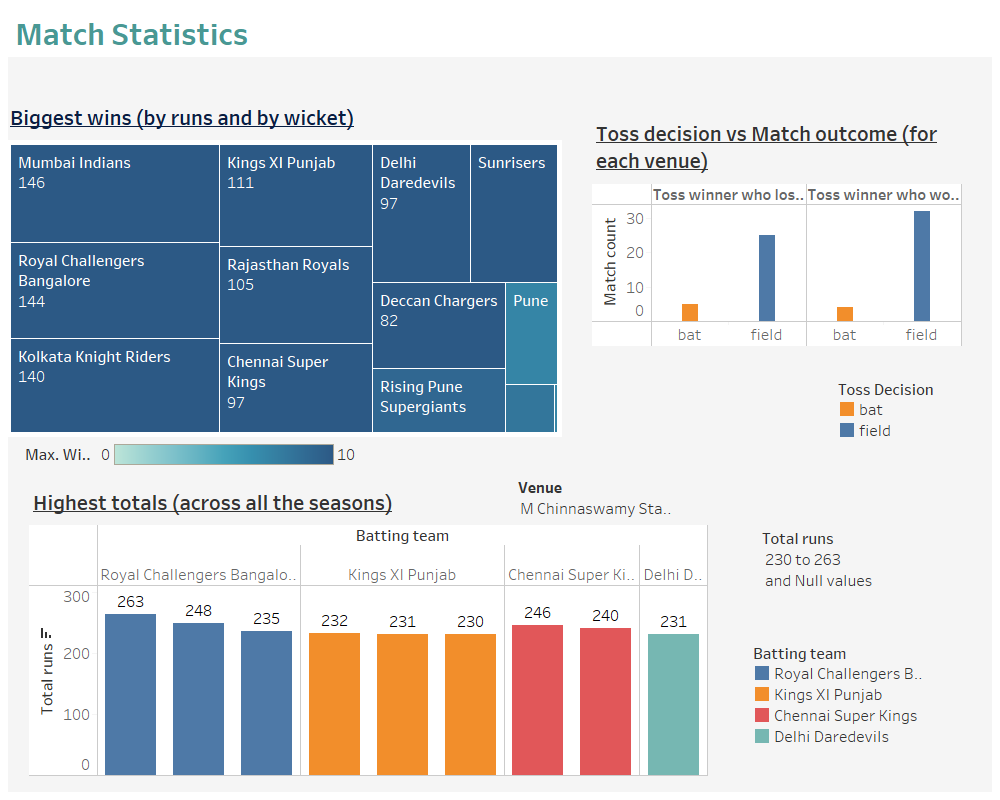 Match Statistics
Biggest wins (by runs and by wicket)
Mumbai Indians
146
Royal Challengers
Bangalore
144
Kolkata Knight Riders
140
Kings XI Punjab
111
Rajasthan Royals
105
Chennai Super
Kings
97
Delhi
Daredevils
97
Sunrisers
Deccan Chargers
82
Pune
Rising Pune
Supergiants
Max. Wi.. 0 10
Toss decision vs Match outcome (for
each venue)
Toss winner who los.. Toss winner who wo..
Match count
30
20
10
0
bat field bat field
Toss Decision
bat
field
Highest totals (across all the seasons)
Venue
M Chinnaswamy Sta..
Batting team
Royal Challengers Bangalo.. Kings XI Punjab Chennai Super Ki.. Delhi D..
Total runs
300
200
100
0
263 248 235 232 231 230 246 240 231
Total runs
230 to 263
and Null values
Batting team
Royal Challengers B..
Kings XI Punjab
Chennai Super Kings
Delhi Daredevils